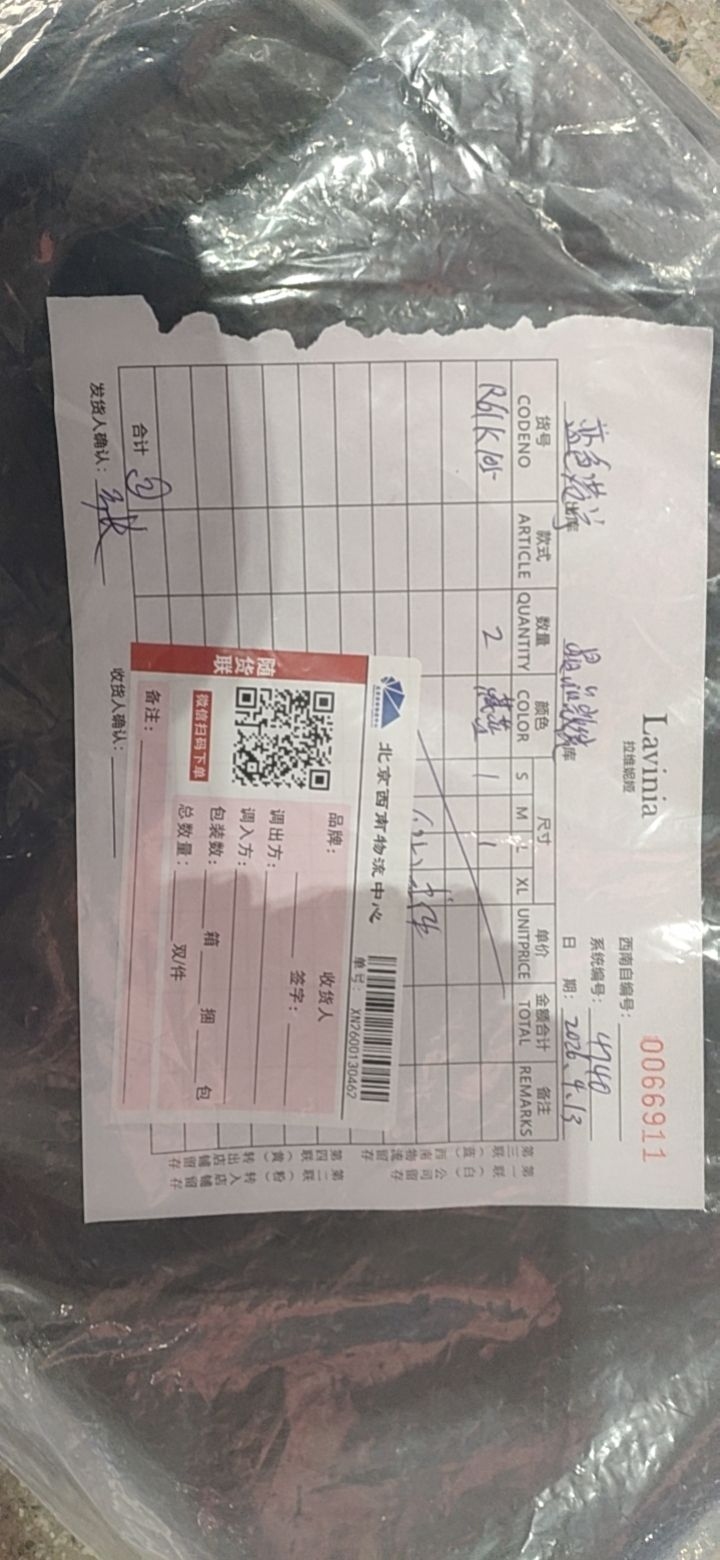 Lavinia
拉维妮娅
0066911
西南自编号：
系统编号：4740
出库 库 日 期：2026.4.13
货号 款式 数量 颜色 尺寸 单价 金额合计 备注
CODENO ARTICLE QUANTITY COLOR S M L XL UNITPRICE TOTAL REMARKS
R61K105 2 1 1
合计 ②
发货人确认： 收货人确认：
第一联（白）公司留存
第二联（粉）转入店铺留存
第三联（蓝）西南物流留存
第四联（黄）转出店铺留存
北京西南物流中心
单号： XN2600130462
随货联
微信扫码下单
品牌： 收货人
调出方： 签字：
调入方：
包装数： 箱 捆 包
总数量： 双/件
备注：